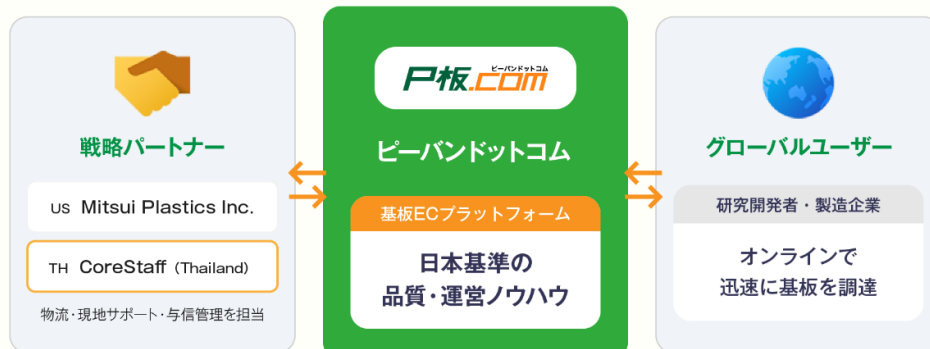 戦略パートナー
US Mitsui Plastics Inc.
TH CoreStaff (Thailand)
物流・現地サポート・与信管理を担当
ピーバンドットコム
P板.com
ピーバンドットコム
基板ECプラットフォーム
日本基準の
品質・運営ノウハウ
グローバルユーザー
研究開発者・製造企業
オンラインで
迅速に基板を調達